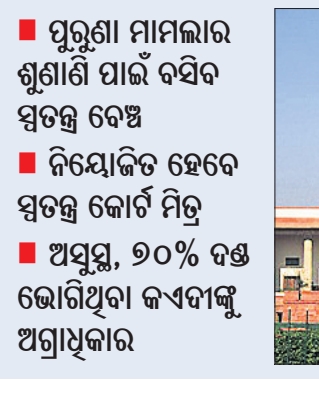 ■ ପୁରୁଣା ମାମଲାର
ଶୁଣାଣି ପାଇଁ ବସିବ
ସ୍ୱତନ୍ତ୍ର ବେଞ୍ଚ
■ ନିୟୋଜିତ ହେବେ
ସ୍ୱତନ୍ତ୍ର କୋର୍ଟ ମିତ୍ର
■ ଅସୁସ୍ଥ, ୭୦% ଦଣ୍ଡ
ଭୋଗିଥିବା କଏଦୀଙ୍କୁ
ଅଗ୍ରାଧିକାର